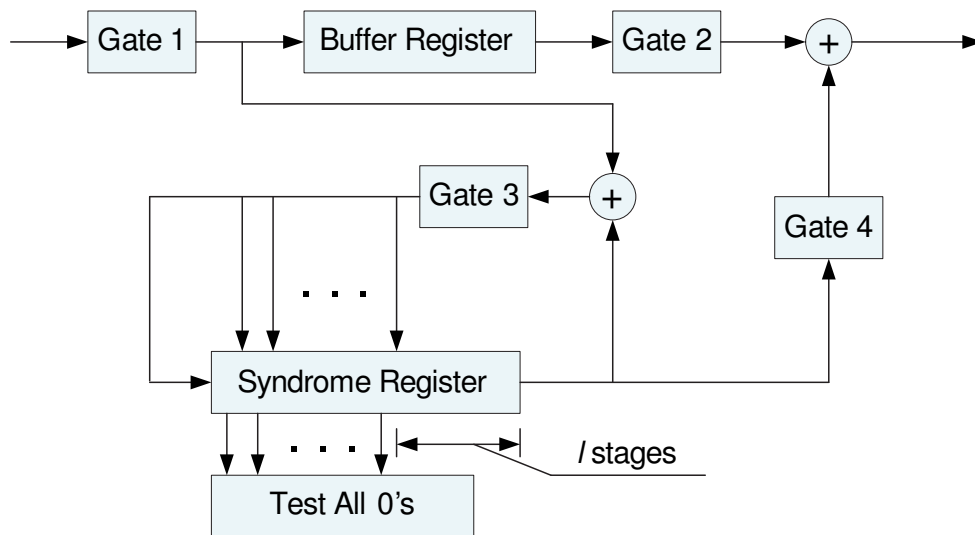 Gate 1
Buffer Register
Gate 2
+
Gate 3
+
Gate 4
. . .
Syndrome Register
. . .
l stages
Test All 0's